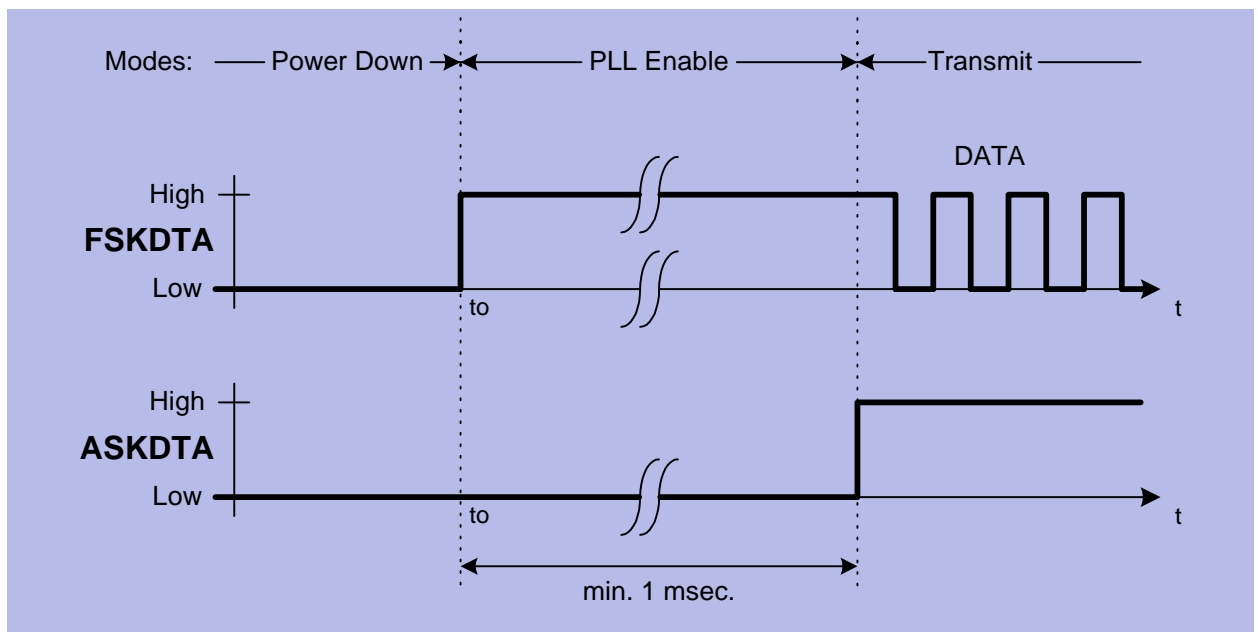 Modes: Power Down PLL Enable Transmit
DATA
High
FSKDTA
Low
to
t
High
ASKDTA
Low
to
t
min. 1 msec.